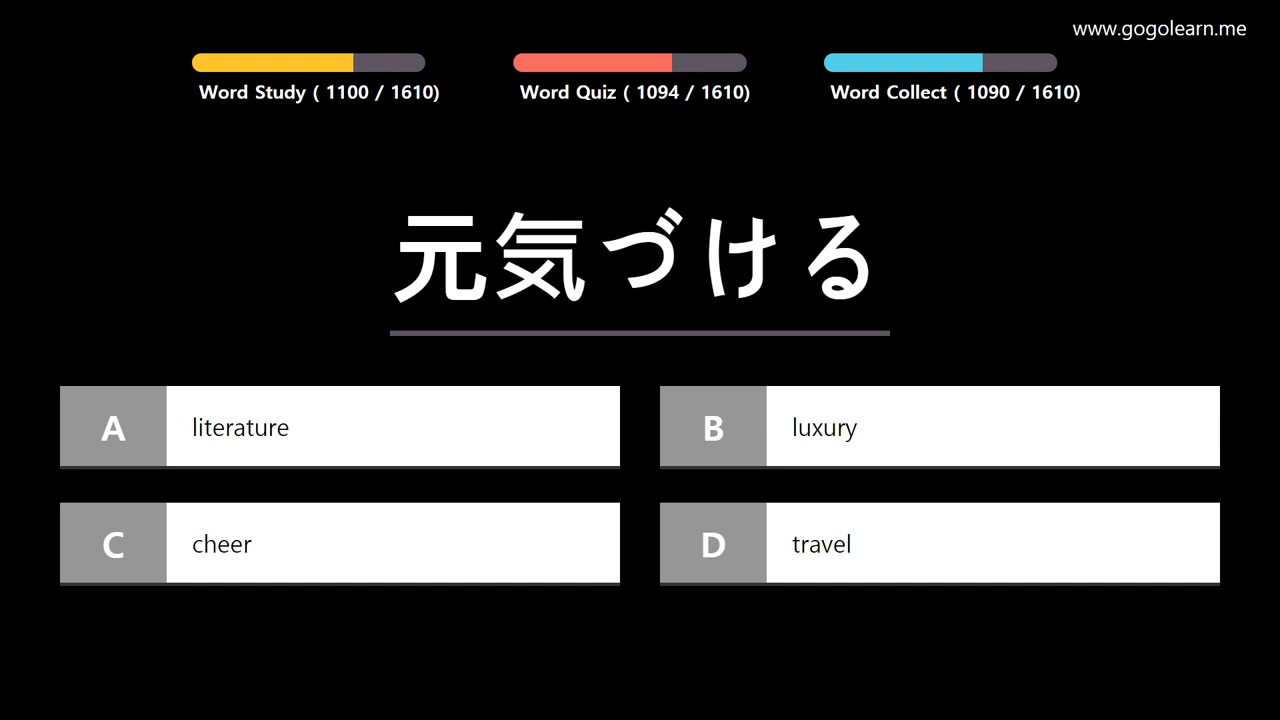 www.gogolearn.me
Word Study ( 1100 / 1610)
Word Quiz ( 1094 / 1610)
Word Collect ( 1090 / 1610)
元気づける
A literature
B luxury
C cheer
D travel